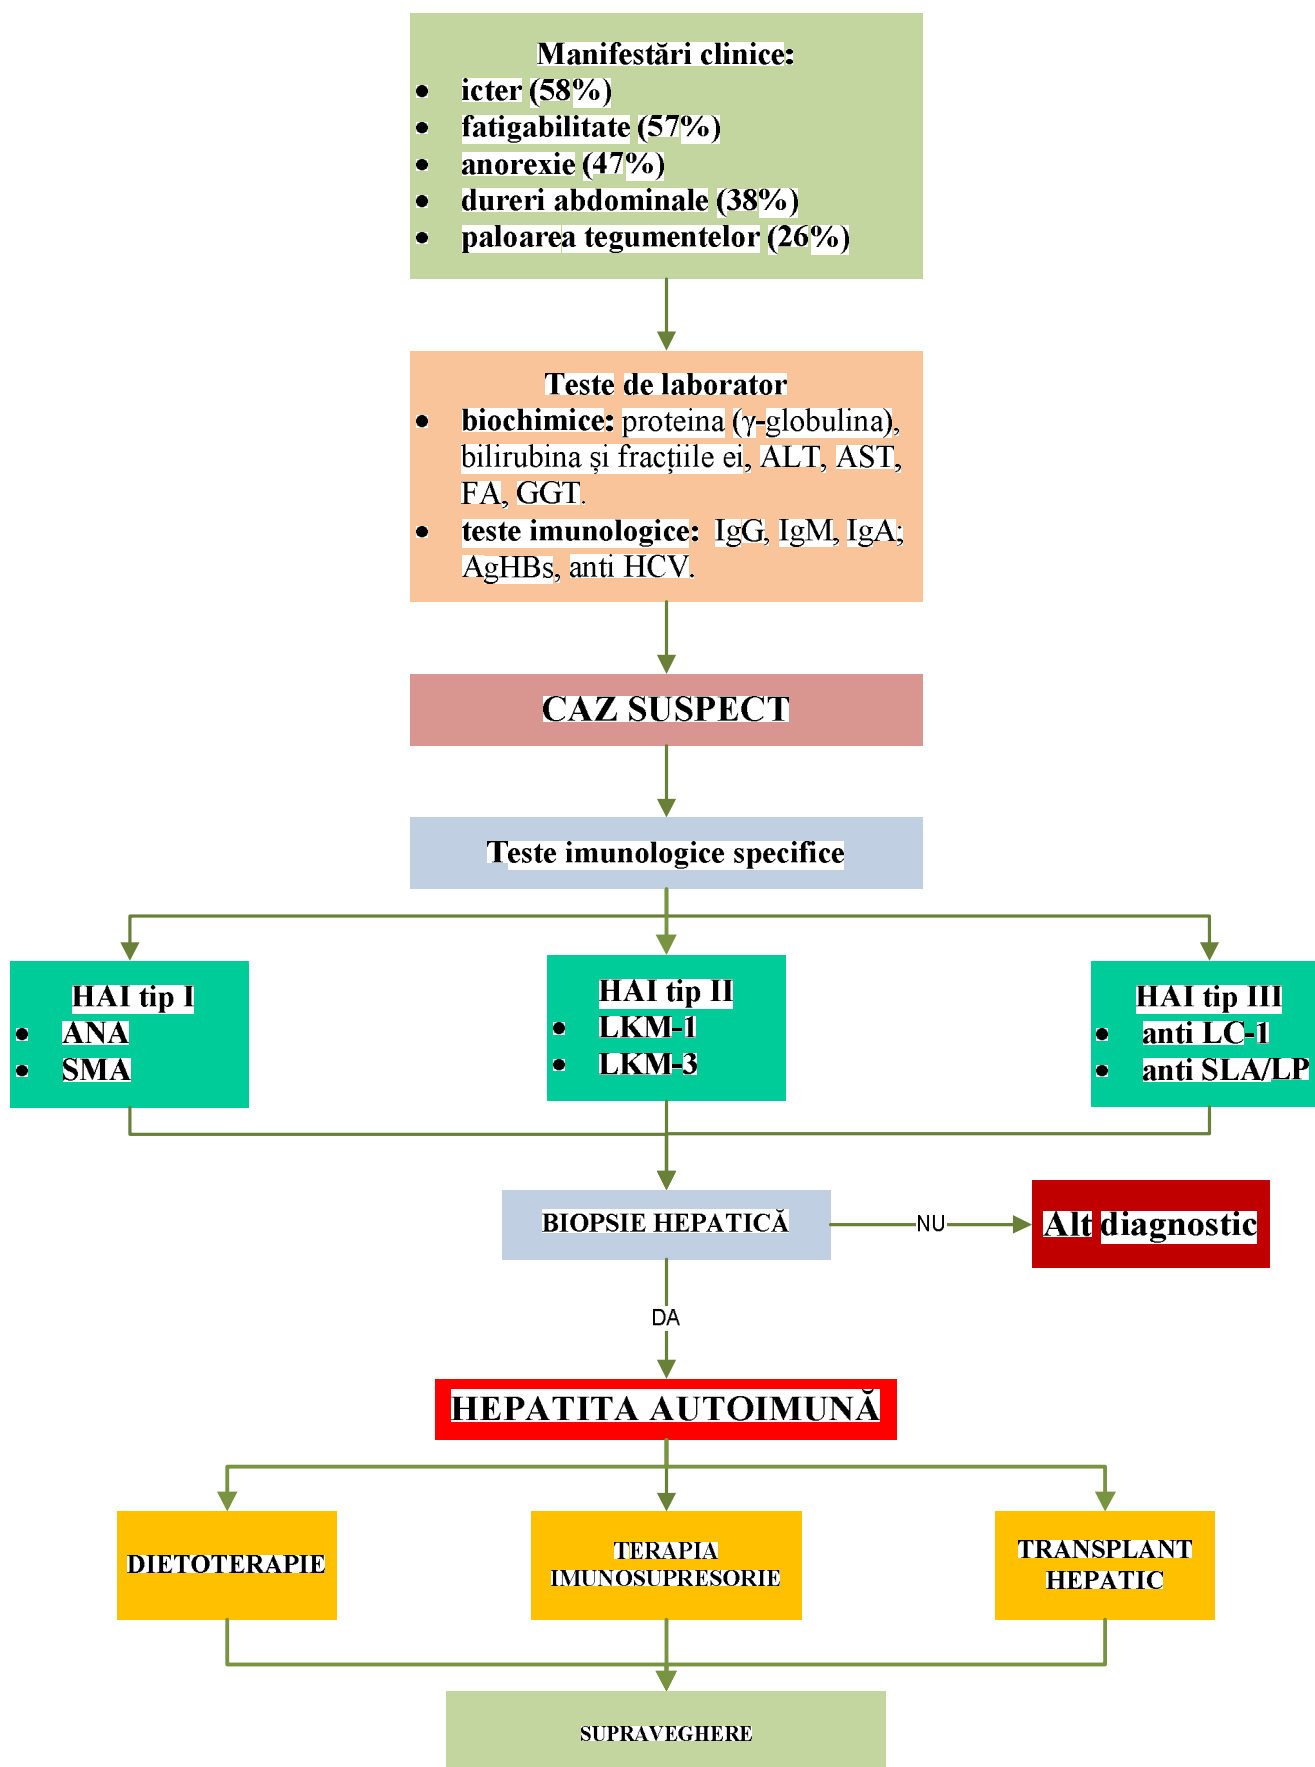 Manifestări clinice:
• icter (58%)
• fatigabilitate (57%)
• anorexie (47%)
• dureri abdominale (38%)
• paloarea tegumentelor (26%)
Teste de laborator
• biochimice: proteina (γ-globulina),
bilirubina și fracțiile ei, ALT, AST,
FA, GGT.
• teste imunologice: IgG, IgM, IgA;
AgHBs, anti HCV.
CAZ SUSPECT
Teste imunologice specifice
HAI tip I
• ANA
• SMA
HAI tip II
• LKM-1
• LKM-3
HAI tip III
• anti LC-1
• anti SLA/LP
BIOPSIE HEPATICĂ
NU
Alt diagnostic
DA
HEPATITA AUTOIMUNĂ
DIETOTERAPIE
TERAPIA
IMUNOSUPRESORIE
TRANSPLANT
HEPATIC
SUPRAVEGHERE